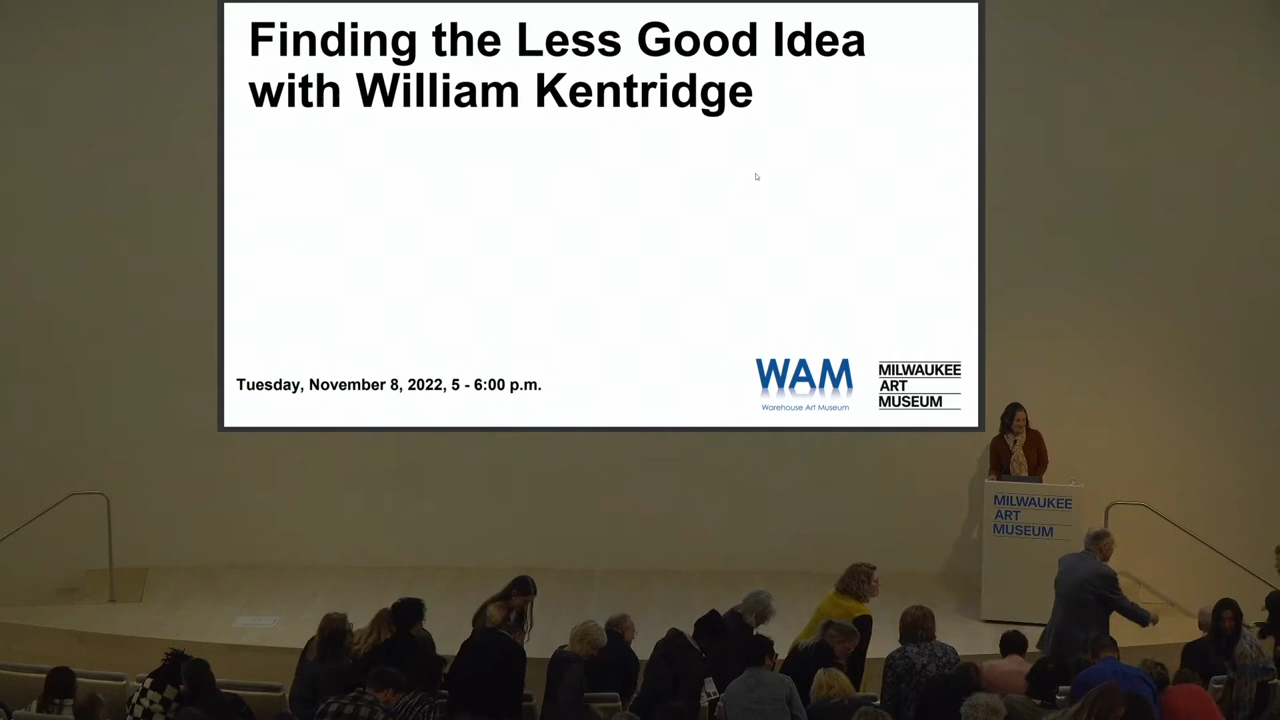 Finding the Less Good Idea
with William Kentridge
Tuesday, November 8, 2022, 5 - 6:00 p.m.
WAM
Warehouse Art Museum
MILWAUKEE
ART
MUSEUM
MILWAUKEE
ART
MUSEUM